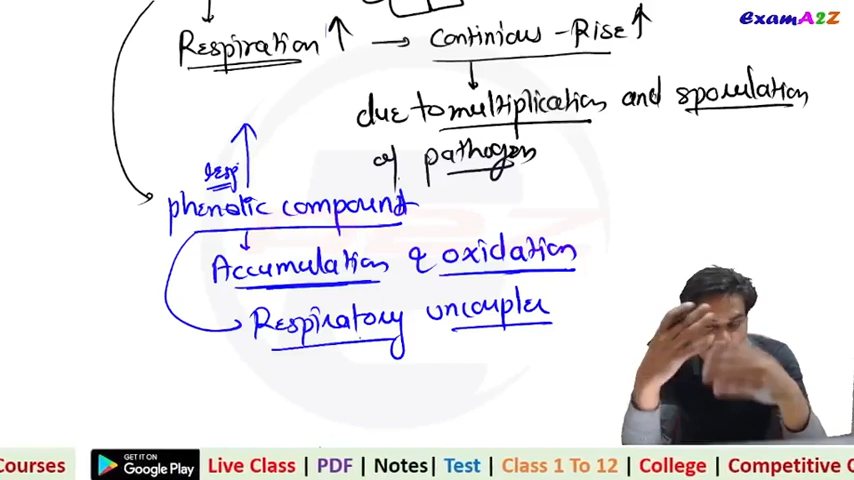 ExamA2Z
Respiration ↑ → Continious - Rise ↑
due to multiplication and sporulation
of pathogen
resp ↑
phenolic compound
Accumulation & oxidation
Respiratory uncoupler
Courses | GET IT ON Google Play Live Class | PDF | Notes | Test | Class 1 To 12 | College | Competitive